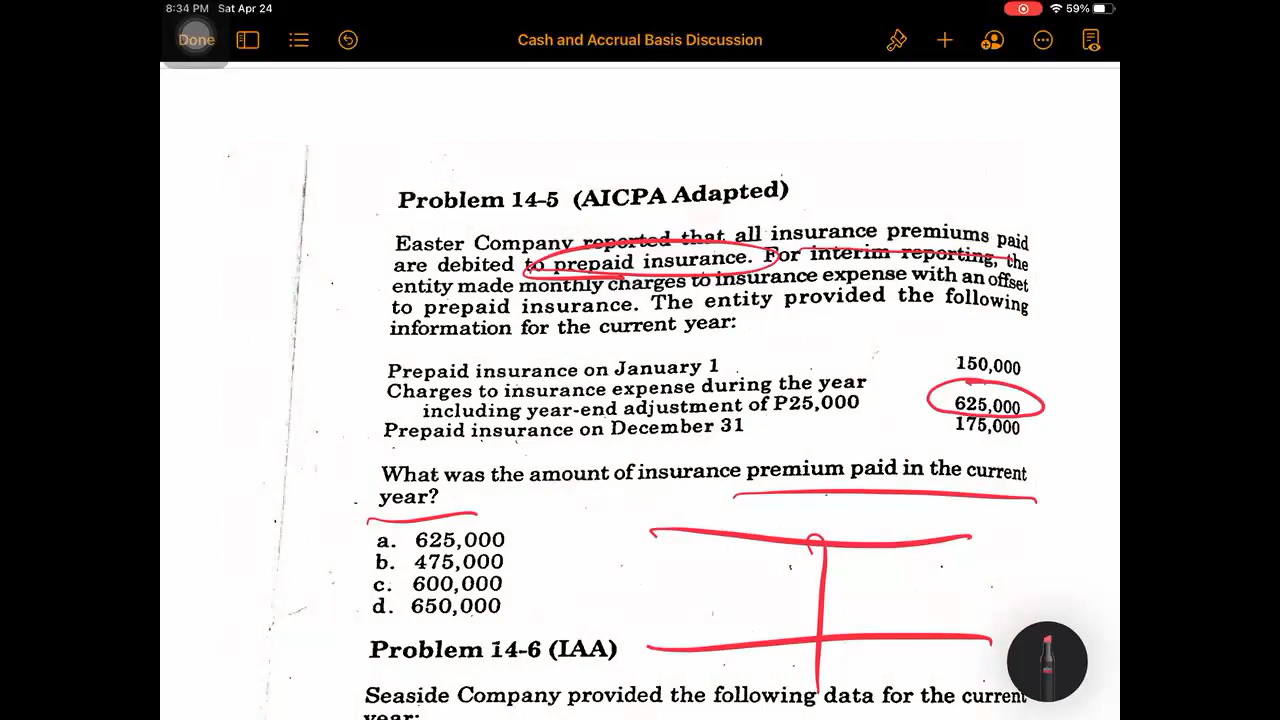 8:34 PM Sat Apr 24
59%
Done
Cash and Accrual Basis Discussion
Problem 14-5 (AICPA Adapted)
Easter Company reported that all insurance premiums paid
are debited to prepaid insurance. For interim reporting, the
entity made monthly charges to insurance expense with an offset
to prepaid insurance. The entity provided the following
information for the current year:
Prepaid insurance on January 1 150,000
Charges to insurance expense during the year
including year-end adjustment of P25,000 625,000
Prepaid insurance on December 31 175,000
What was the amount of insurance premium paid in the current
year?
a. 625,000
b. 475,000
c. 600,000
d. 650,000
Problem 14-6 (IAA)
Seaside Company provided the following data for the current
year: